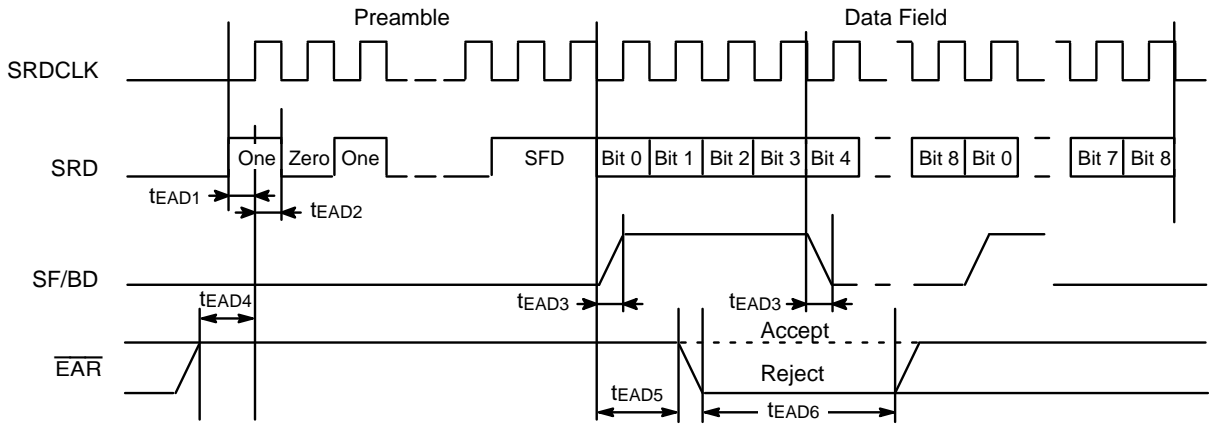 Preamble Data Field
SRDCLK
SRD One Zero One SFD Bit 0 Bit 1 Bit 2 Bit 3 Bit 4 Bit 8 Bit 0 Bit 7 Bit 8
tEAD1
tEAD2
SF/BD
tEAD4 tEAD3 tEAD3
Accept
EAR
Reject
tEAD5 tEAD6